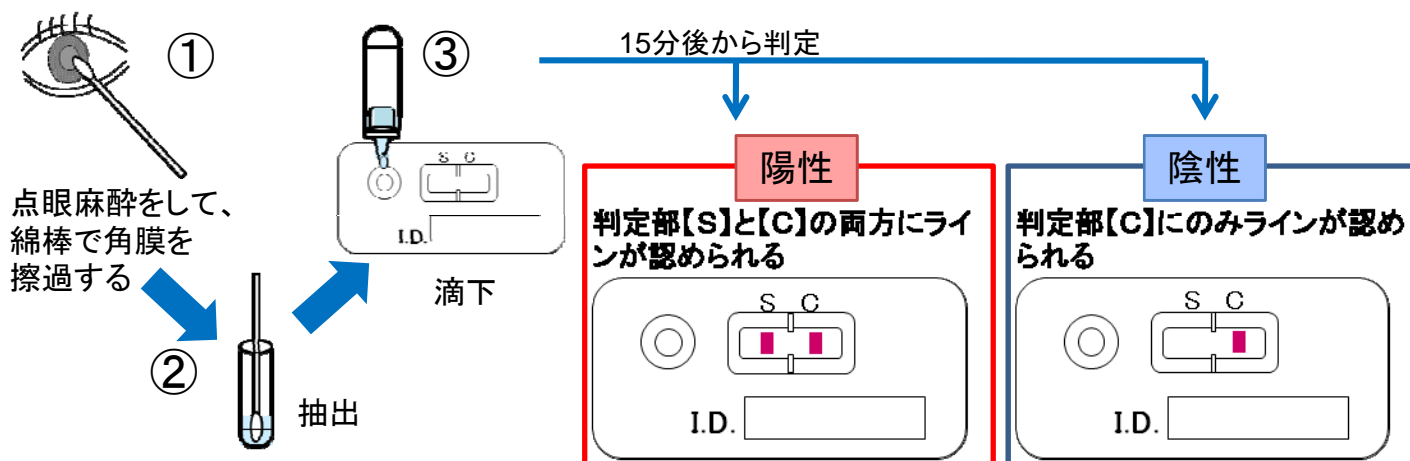 ①
点眼麻酔をして、
綿棒で角膜を
擦過する
②
抽出
③
S C
I.D.
滴下
15分後から判定
陽性
判定部【S】と【C】の両方にライ
ンが認められる
S C
I.D.
陰性
判定部【C】にのみラインが認め
られる
S C
I.D.